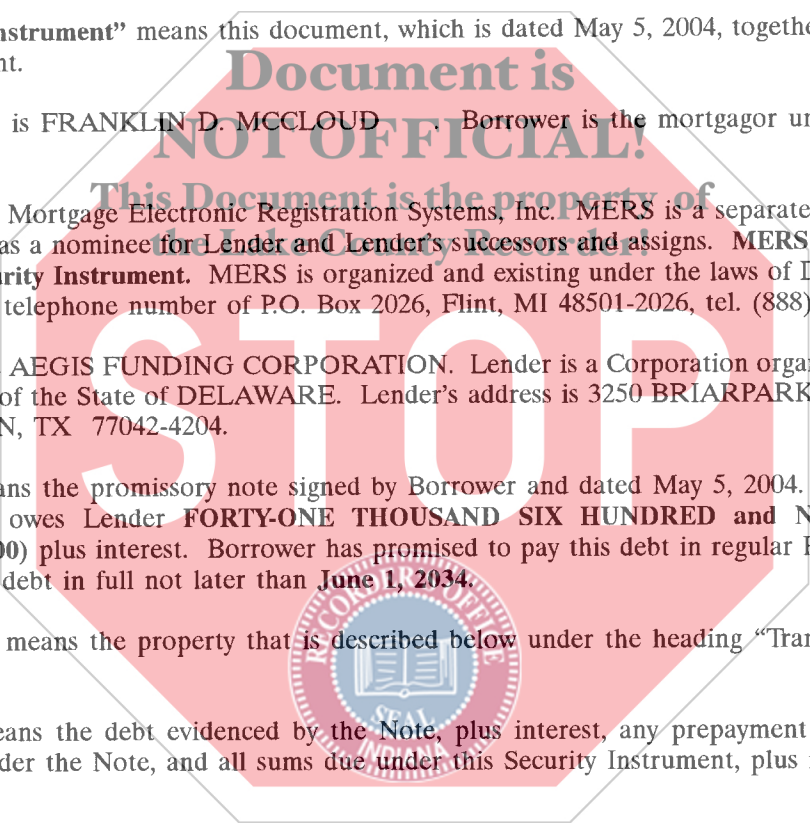 nstrument” means this document, which is dated May 5, 2004, togethe
nt.
Document is
is FRANKLIN D. MCCLOUD . Borrower is the mortgagor un
NOT OFFICIAL!
This Document is the property of
Mortgage Electronic Registration Systems, Inc. MERS is a separate
as a nominee for Lender and Lender's successors and assigns. MERS
the Lake County Recorder!
urity Instrument. MERS is organized and existing under the laws of D
telephone number of P.O. Box 2026, Flint, MI 48501-2026, tel. (888)
STOP
AEGIS FUNDING CORPORATION. Lender is a Corporation orga
of the State of DELAWARE. Lender's address is 3250 BRIARPARK
N, TX 77042-4204.
ans the promissory note signed by Borrower and dated May 5, 2004.
owes Lender FORTY-ONE THOUSAND SIX HUNDRED and N
00) plus interest. Borrower has promised to pay this debt in regular P
debt in full not later than June 1, 2034.
RECORDER'S OFFICE
means the property that is described below under the heading “Tran
SEAL
INDIANA
eans the debt evidenced by the Note, plus interest, any prepayment
der the Note, and all sums due under this Security Instrument, plus i